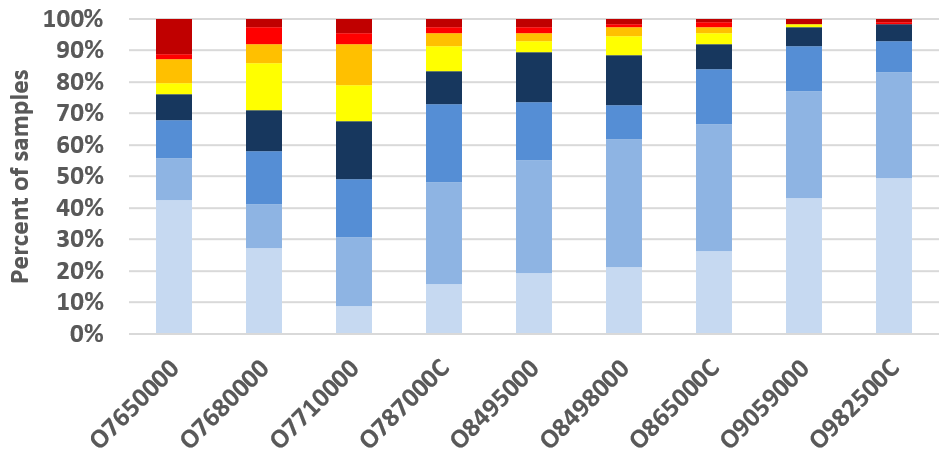 Percent of samples
100%
90%
80%
70%
60%
50%
40%
30%
20%
10%
0%
O7650000
O7680000
O7710000
O787000C
O8495000
O8498000
O865000C
O9059000
O982500C